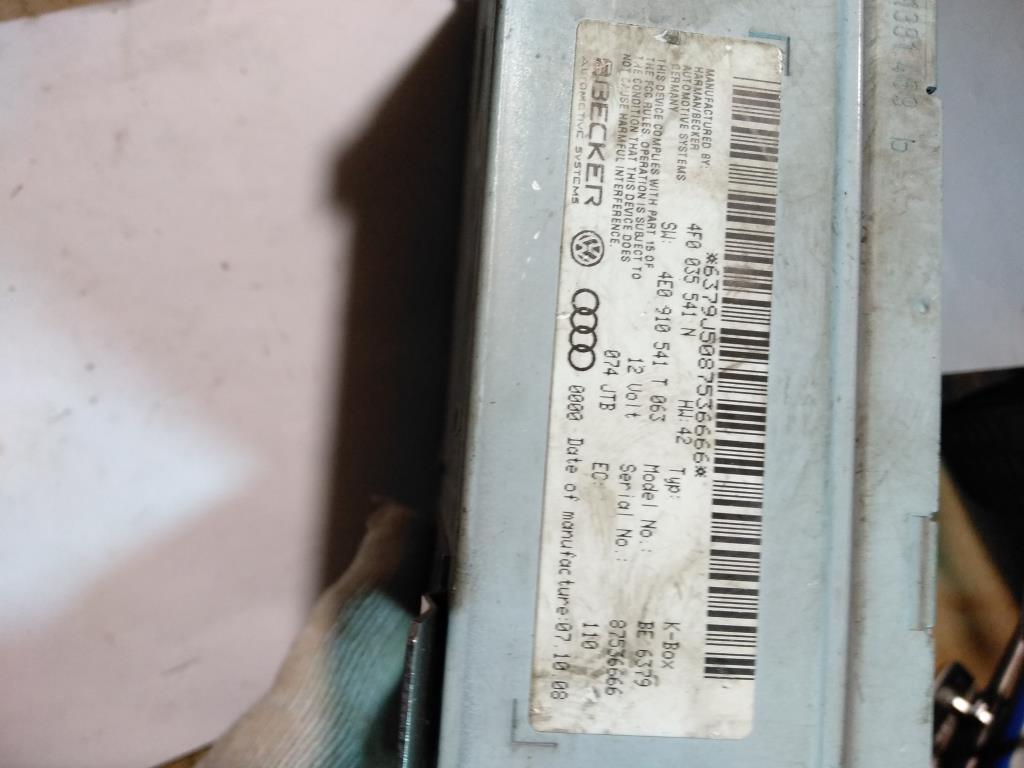 *6379J5087536666*
MANUFACTURED BY:
HARMAN/BECKER
AUTOMOTIVE SYSTEMS
GERMANY
THIS DEVICE COMPLIES WITH PART 15 OF
THE FCC RULES. OPERATION IS SUBJECT TO
THE CONDITION THAT THIS DEVICE DOES
NOT CAUSE HARMFUL INTERFERENCE.
BECKER
AUTOMOTIVE SYSTEMS
4F0 035 541 N HW:42
SW: 4E0 910 541 T 063
12 Volt
074 JTB
Typ: K-Box
Model No.: BE 6379
Serial No.: 87536666
EC: 110
0000 Date of manufacture:07.10.08